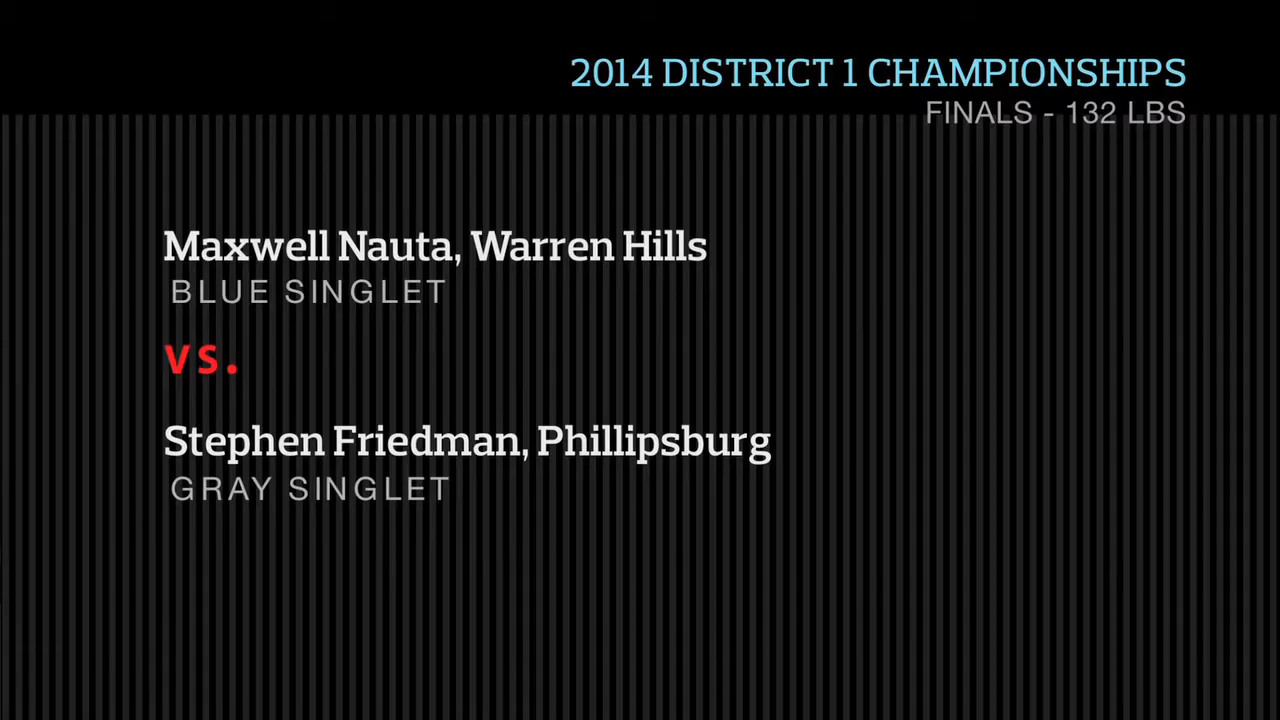 2014 DISTRICT 1 CHAMPIONSHIPS
FINALS - 132 LBS
Maxwell Nauta, Warren Hills
BLUE SINGLET
vs.
Stephen Friedman, Phillipsburg
GRAY SINGLET